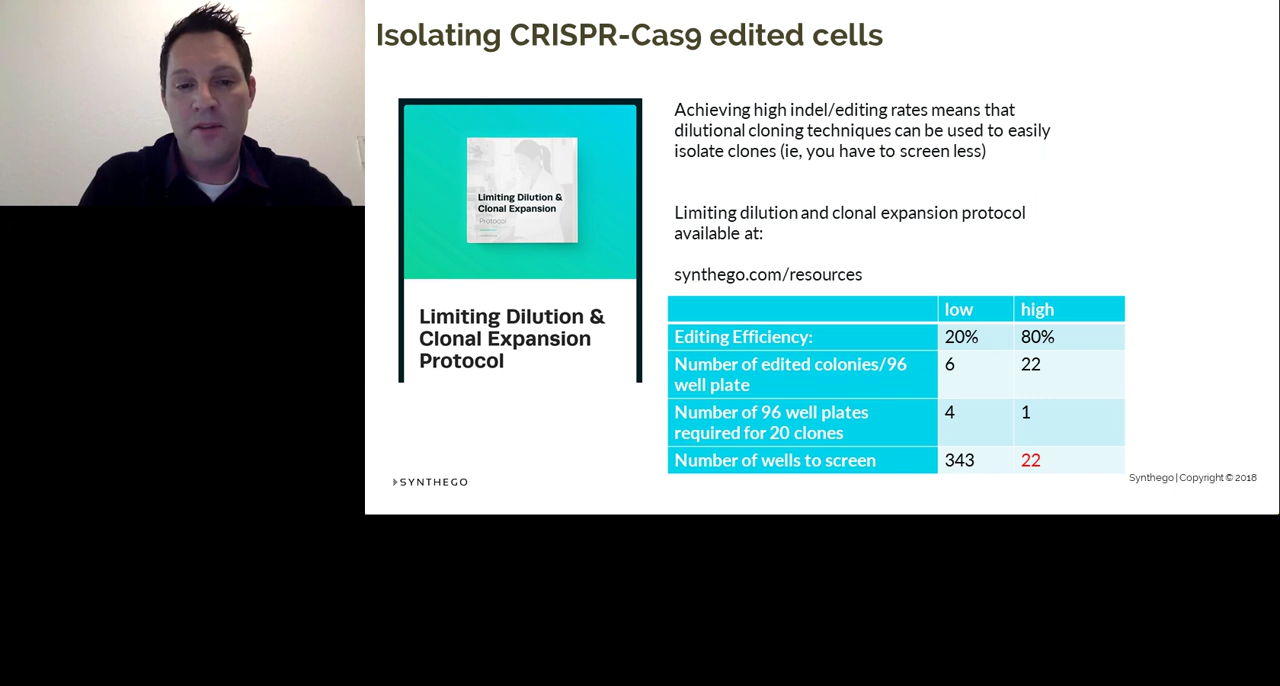 Isolating CRISPR-Cas9 edited cells
Limiting Dilution &
Clonal Expansion
Protocol
Limiting Dilution &
Clonal Expansion
Protocol
Achieving high indel/editing rates means that
dilutional cloning techniques can be used to easily
isolate clones (ie, you have to screen less)
Limiting dilution and clonal expansion protocol
available at:
synthego.com/resources
low high
Editing Efficiency: 20% 80%
Number of edited colonies/96 6 22
well plate
Number of 96 well plates 4 1
required for 20 clones
Number of wells to screen 343 22
SYNTHEGO
Synthego | Copyright © 2018